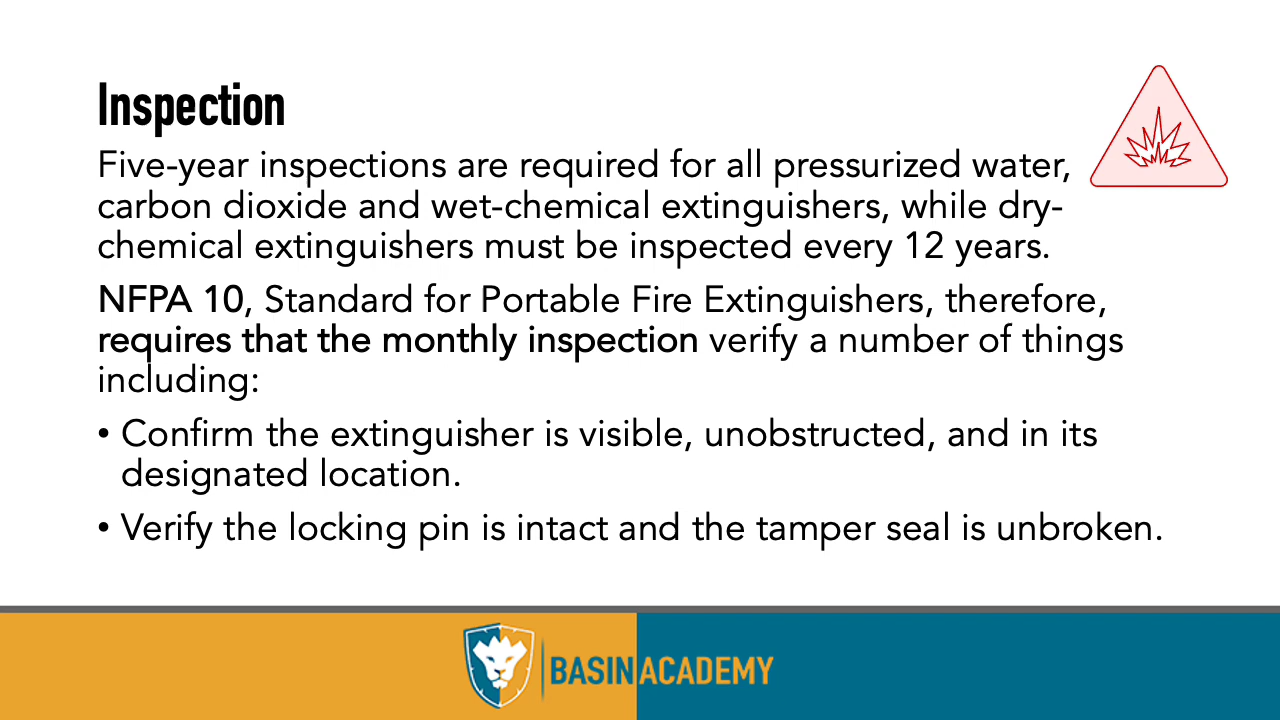 Inspection
Five-year inspections are required for all pressurized water,
carbon dioxide and wet-chemical extinguishers, while dry-
chemical extinguishers must be inspected every 12 years.
NFPA 10, Standard for Portable Fire Extinguishers, therefore,
requires that the monthly inspection verify a number of things
including:
• Confirm the extinguisher is visible, unobstructed, and in its
designated location.
• Verify the locking pin is intact and the tamper seal is unbroken.
BASIN ACADEMY